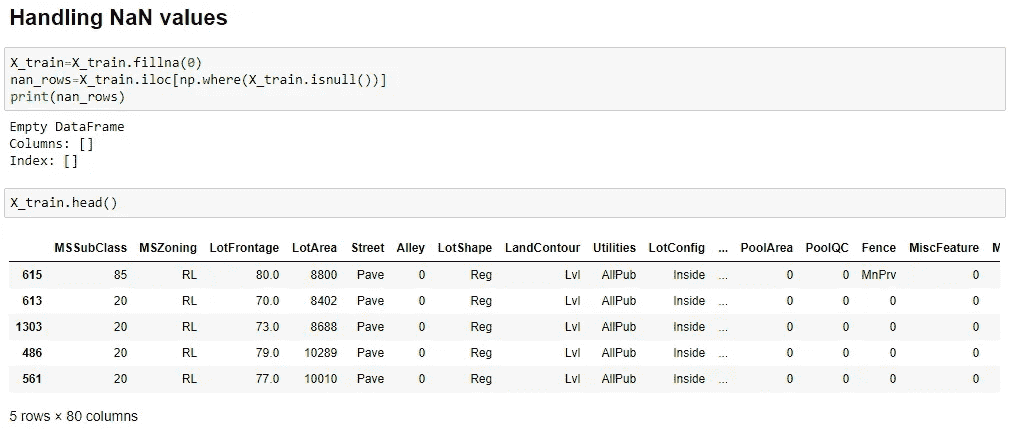 Handling NaN values
X_train=X_train.fillna(0)
nan_rows=X_train.iloc[np.where(X_train.isnull())]
print(nan_rows)
Empty DataFrame
Columns: []
Index: []
X_train.head()
MSSubClass MSZoning LotFrontage LotArea Street Alley LotShape LandContour Utilities LotConfig ... PoolArea PoolQC Fence MiscFeature M
615 85 RL 80.0 8800 Pave 0 Reg Lvl AllPub Inside ... 0 0 MnPrv 0
613 20 RL 70.0 8402 Pave 0 Reg Lvl AllPub Inside ... 0 0 0 0
1303 20 RL 73.0 8688 Pave 0 Reg Lvl AllPub Inside ... 0 0 0 0
486 20 RL 79.0 10289 Pave 0 Reg Lvl AllPub Inside ... 0 0 0 0
561 20 RL 77.0 10010 Pave 0 Reg Lvl AllPub Inside ... 0 0 0 0
5 rows × 80 columns